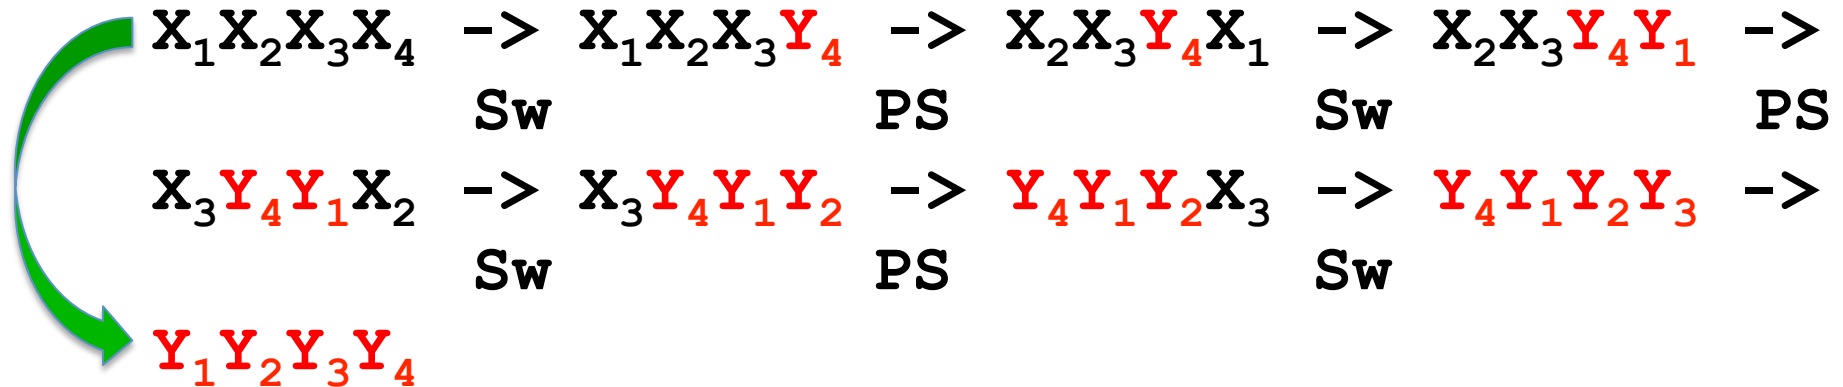 X₁X₂X₃X₄ -> X₁X₂X₃Y₄ -> X₂X₃Y₄X₁ -> X₂X₃Y₄Y₁ ->
Sw PS Sw PS
X₃Y₄Y₁X₂ -> X₃Y₄Y₁Y₂ -> Y₄Y₁Y₂X₃ -> Y₄Y₁Y₂Y₃ ->
Sw PS Sw
Y₁Y₂Y₃Y₄